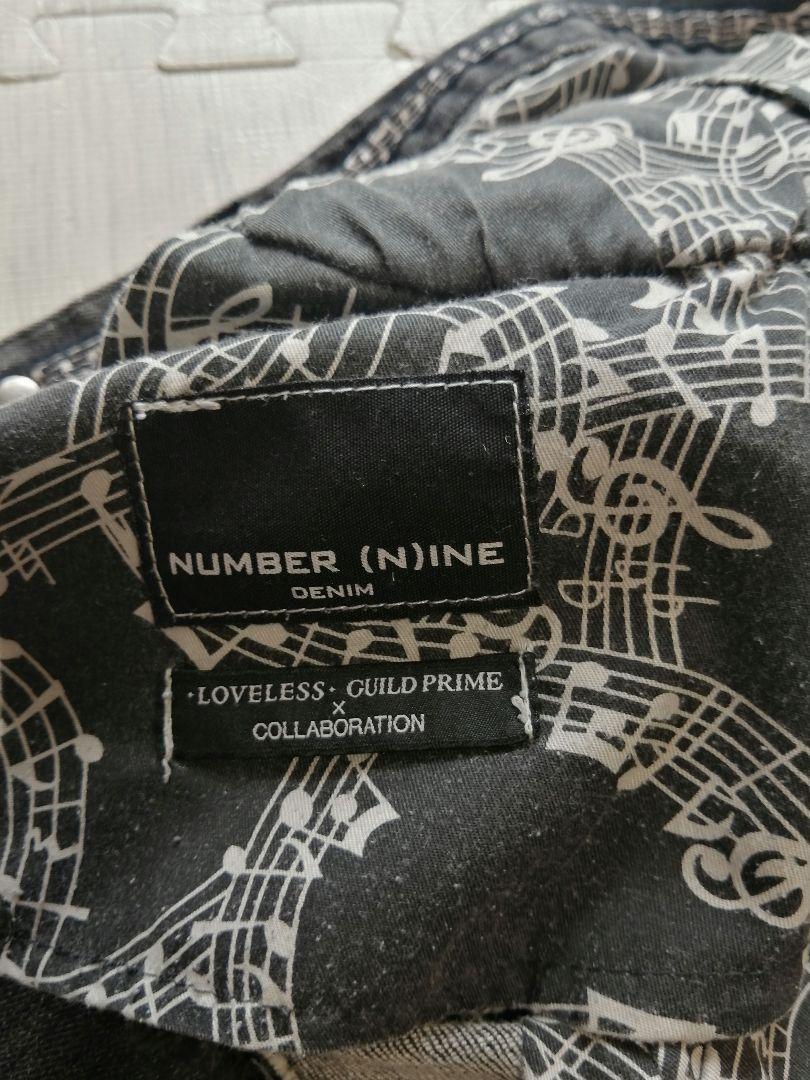 NUMBER (N)INE
DENIM
·LOVELESS· GUILD PRIME
×
COLLABORATION